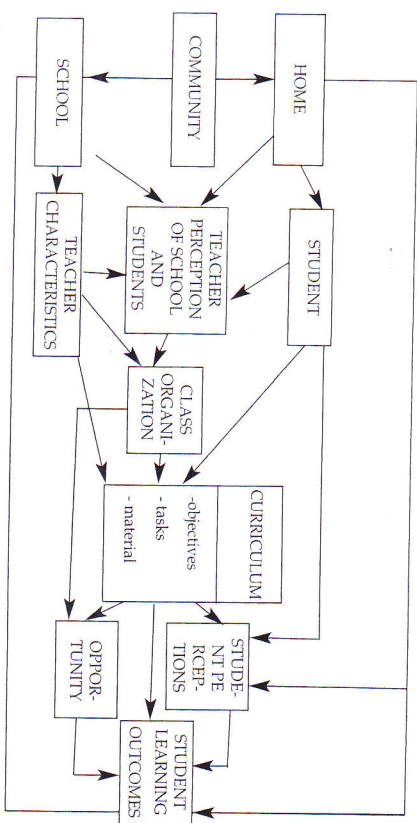 HOME
COMMUNITY
SCHOOL
STUDENT
TEACHER
PERCEPTION
OF SCHOOL
AND
STUDENTS
TEACHER
CHARACTERISTICS
CLASS
ORGANI-
ZATION
CURRICULUM
-objectives
- tasks
- material
STUDE-
NT PE
RCEP-
TIONS
OPPOR-
TUNITY
STUDENT
LEARNING
OUTCOMES